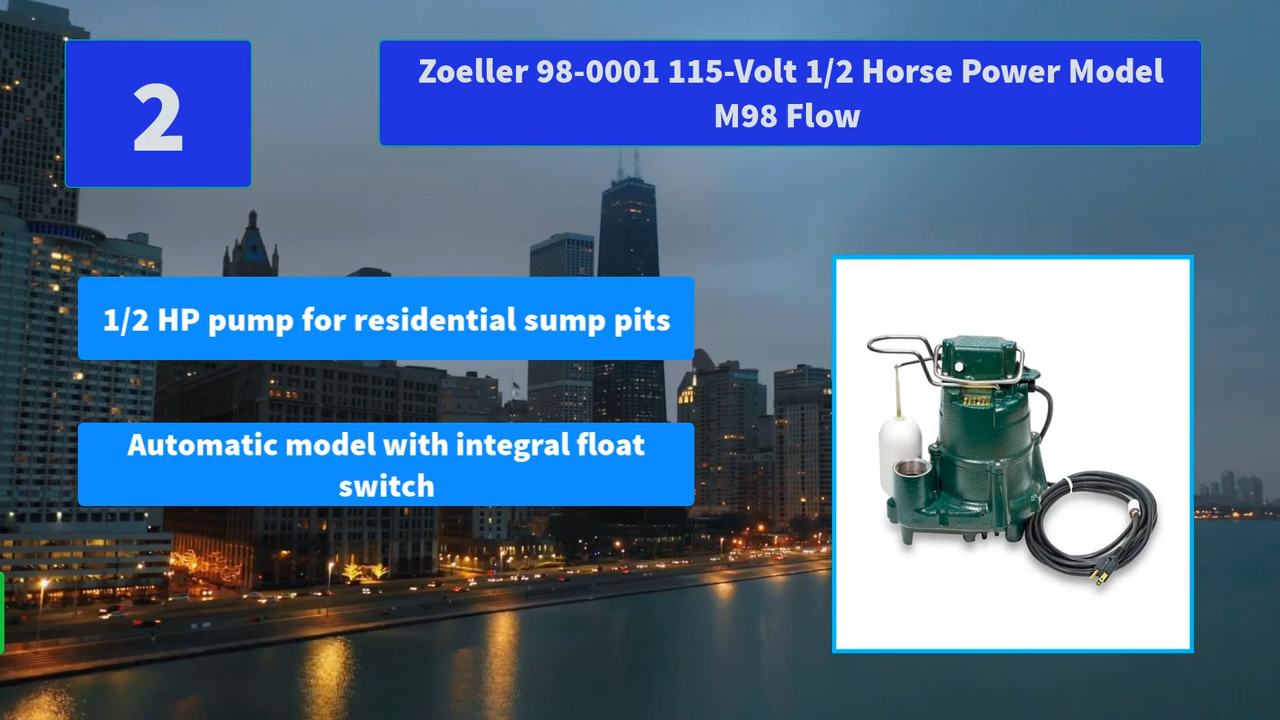 2
Zoeller 98-0001 115-Volt 1/2 Horse Power Model
M98 Flow
1/2 HP pump for residential sump pits
Automatic model with integral float
switch